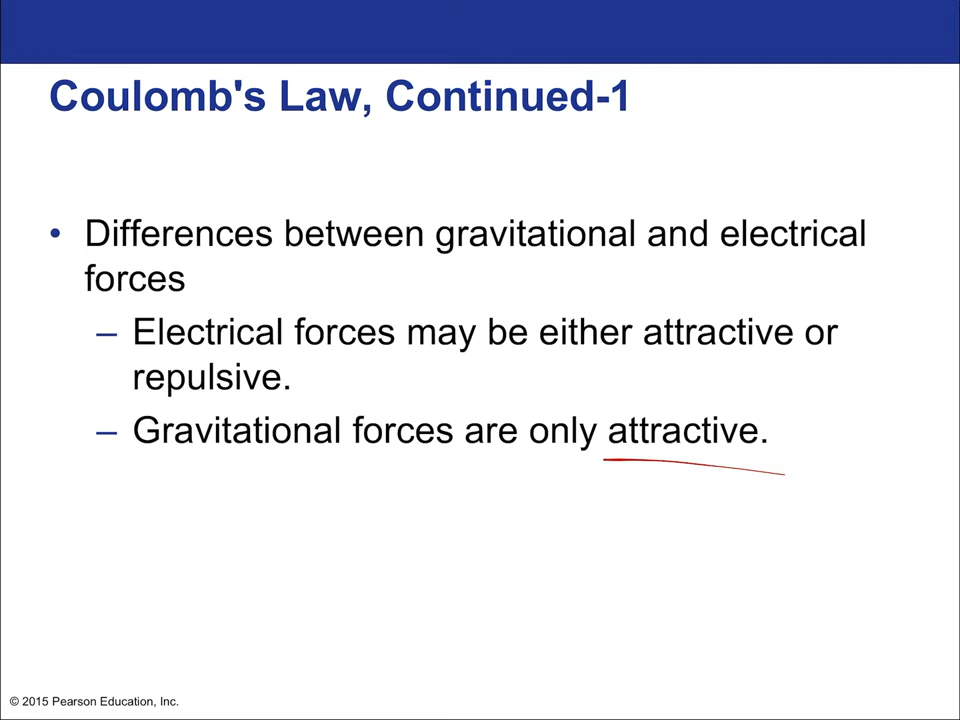 Coulomb's Law, Continued-1
• Differences between gravitational and electrical
forces
– Electrical forces may be either attractive or
repulsive.
– Gravitational forces are only attractive.
© 2015 Pearson Education, Inc.